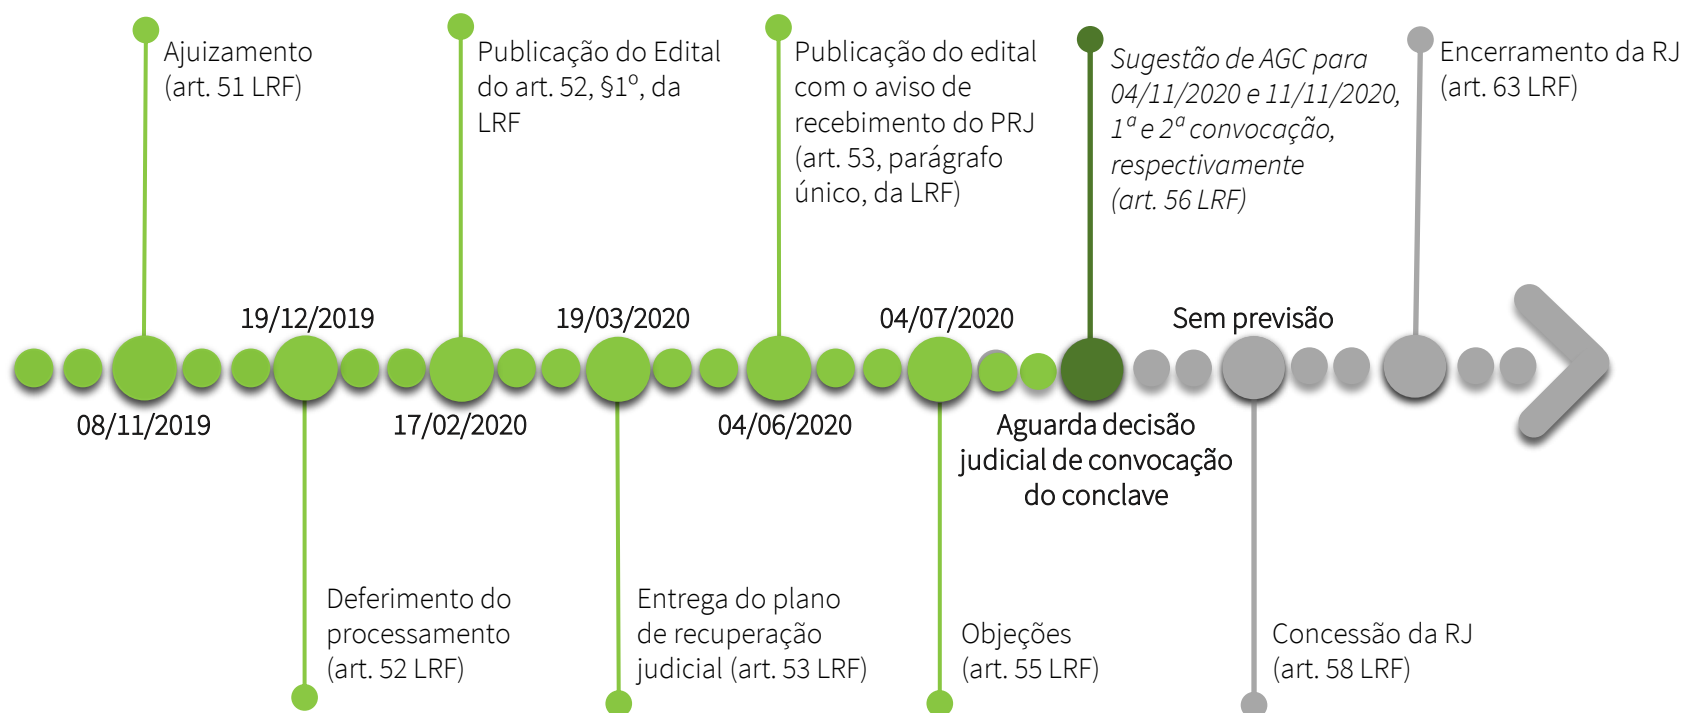 Ajuizamento
(art. 51 LRF)
Publicação do Edital
do art. 52, §1º, da
LRF
Publicação do edital
com o aviso de
recebimento do PRJ
(art. 53, parágrafo
único, da LRF)
Sugestão de AGC para
04/11/2020 e 11/11/2020,
1ª e 2ª convocação,
respectivamente
(art. 56 LRF)
Encerramento da RJ
(art. 63 LRF)
19/12/2019
19/03/2020
04/07/2020
Sem previsão
08/11/2019
17/02/2020
04/06/2020
Aguarda decisão
judicial de convocação
do conclave
Deferimento do
processamento
(art. 52 LRF)
Entrega do plano
de recuperação
judicial (art. 53 LRF)
Objeções
(art. 55 LRF)
Concessão da RJ
(art. 58 LRF)